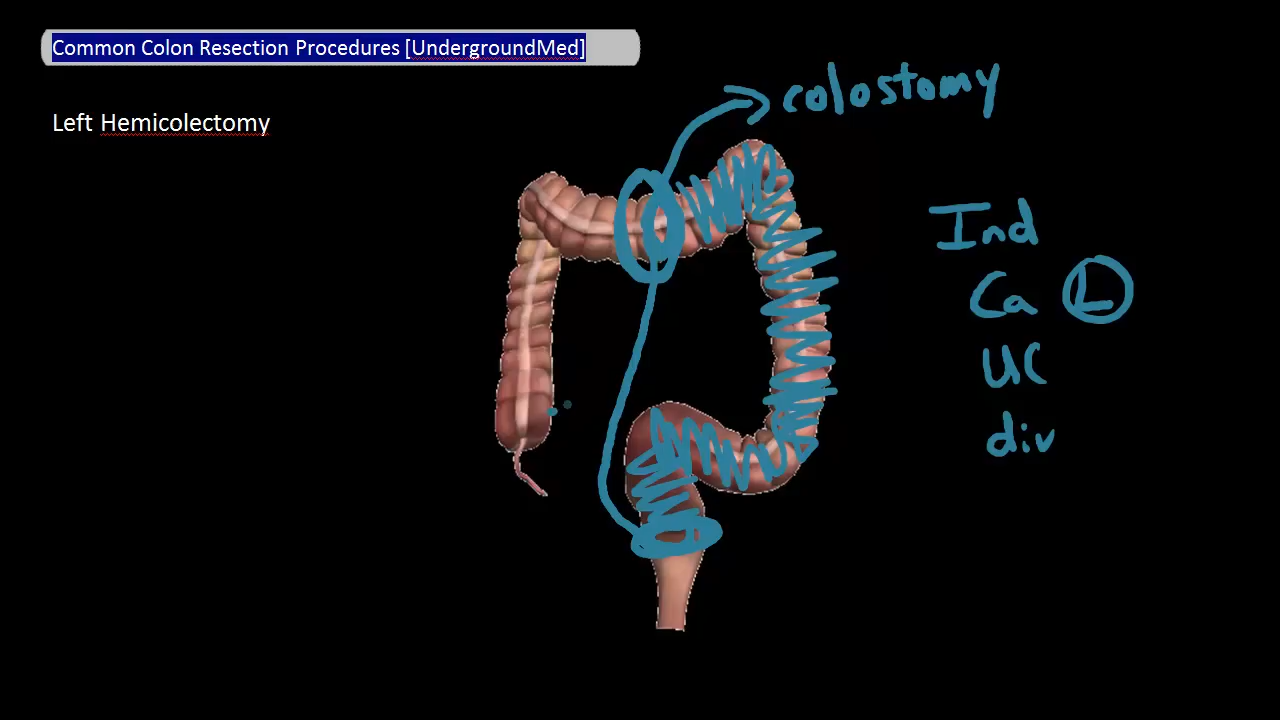 Common Colon Resection Procedures [UndergroundMed]
Left Hemicolectomy
colostomy
Ind
Ca L
UC
div